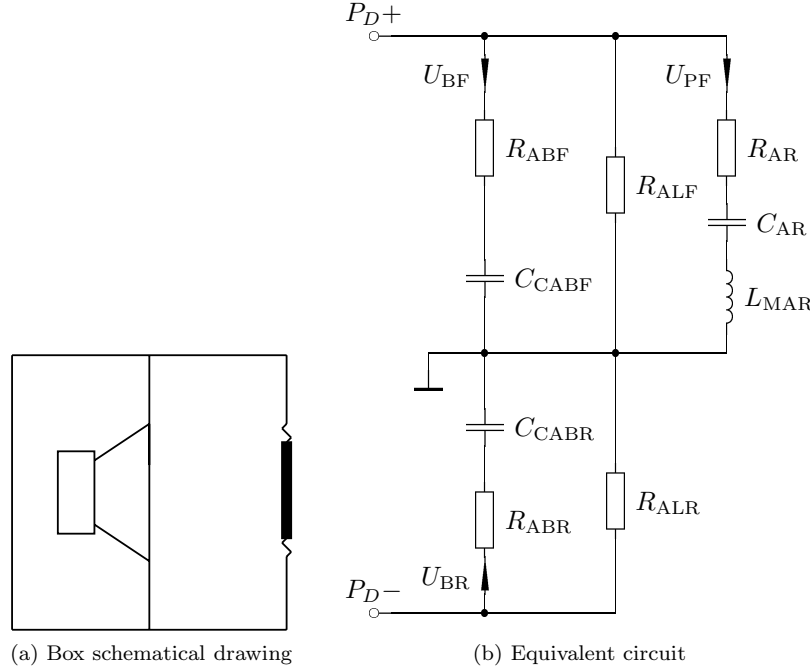 P_D+
U_BF
U_PF
R_ABF
R_AR
R_ALF
C_AR
C_CABF
L_MAR
C_CABR
R_ALR
R_ABR
U_BR
P_D−
(a) Box schematical drawing
(b) Equivalent circuit